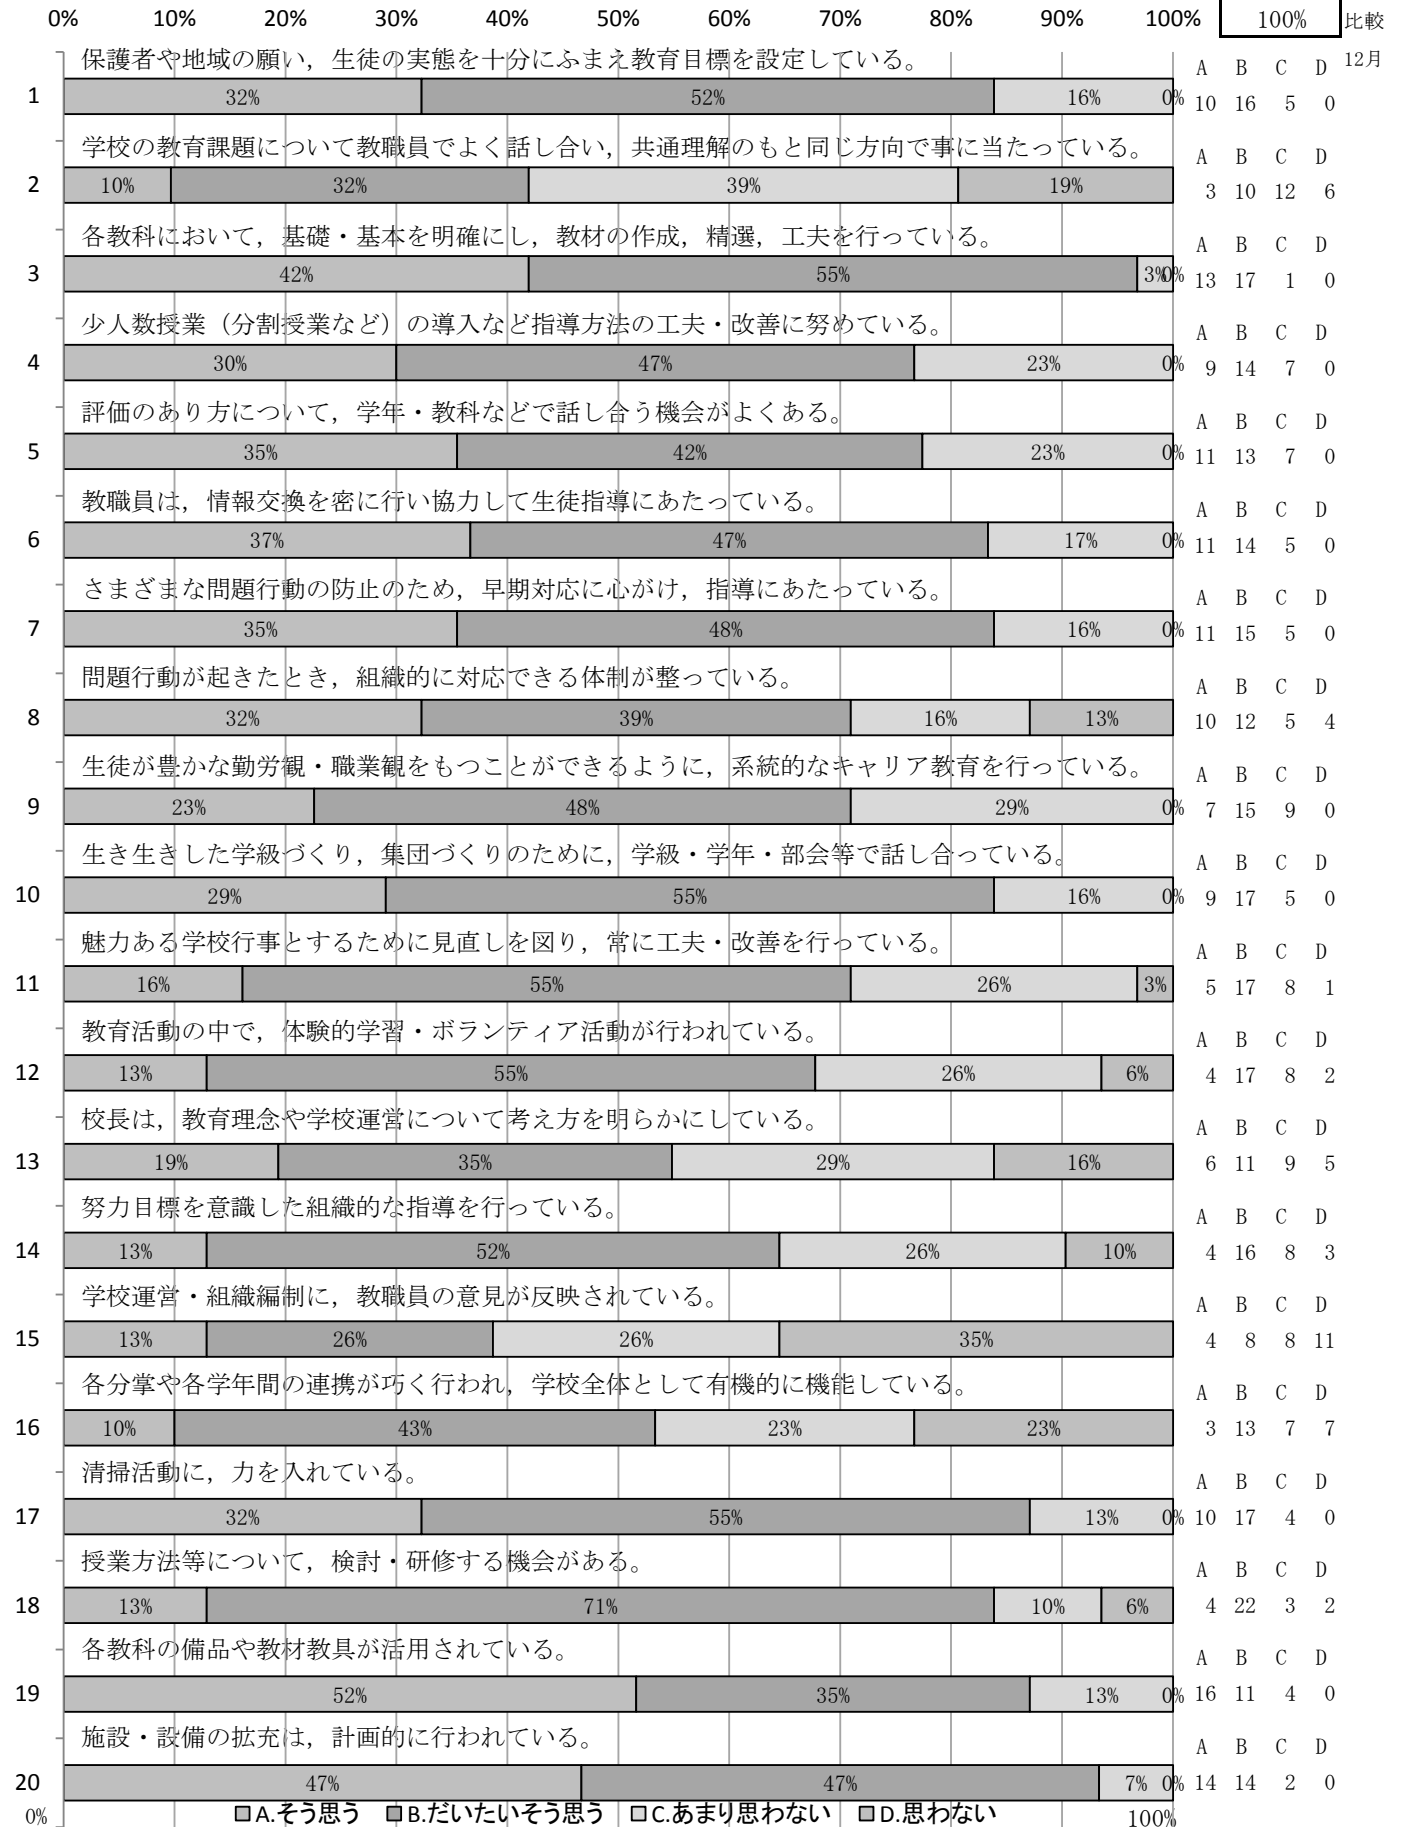 0% 10% 20% 30% 40% 50% 60% 70% 80% 90% 100% 100% 比較
保護者や地域の願い，生徒の実態を十分にふまえ教育目標を設定している。 A B C D 12月
1 32% 52% 16% 0% 10 16 5 0
学校の教育課題について教職員でよく話し合い，共通理解のもと同じ方向で事に当たっている。 A B C D
2 10% 32% 39% 19% 3 10 12 6
各教科において，基礎・基本を明確にし，教材の作成，精選，工夫を行っている。 A B C D
3 42% 55% 3% 0% 13 17 1 0
少人数授業（分割授業など）の導入など指導方法の工夫・改善に努めている。 A B C D
4 30% 47% 23% 0% 9 14 7 0
評価のあり方について，学年・教科などで話し合う機会がよくある。 A B C D
5 35% 42% 23% 0% 11 13 7 0
教職員は，情報交換を密に行い協力して生徒指導にあたっている。 A B C D
6 37% 47% 17% 0% 11 14 5 0
さまざまな問題行動の防止のため，早期対応に心がけ，指導にあたっている。 A B C D
7 35% 48% 16% 0% 11 15 5 0
問題行動が起きたとき，組織的に対応できる体制が整っている。 A B C D
8 32% 39% 16% 13% 10 12 5 4
生徒が豊かな勤労観・職業観をもつことができるように，系統的なキャリア教育を行っている。 A B C D
9 23% 48% 29% 0% 7 15 9 0
生き生きした学級づくり，集団づくりのために，学級・学年・部会等で話し合っている。 A B C D
10 29% 55% 16% 0% 9 17 5 0
魅力ある学校行事とするために見直しを図り，常に工夫・改善を行っている。 A B C D
11 16% 55% 26% 3% 5 17 8 1
教育活動の中で，体験的学習・ボランティア活動が行われている。 A B C D
12 13% 55% 26% 6% 4 17 8 2
校長は，教育理念や学校運営について考え方を明らかにしている。 A B C D
13 19% 35% 29% 16% 6 11 9 5
努力目標を意識した組織的な指導を行っている。 A B C D
14 13% 52% 26% 10% 4 16 8 3
学校運営・組織編制に，教職員の意見が反映されている。 A B C D
15 13% 26% 26% 35% 4 8 8 11
各分掌や各学年間の連携が巧く行われ，学校全体として有機的に機能している。 A B C D
16 10% 43% 23% 23% 3 13 7 7
清掃活動に，力を入れている。 A B C D
17 32% 55% 13% 0% 10 17 4 0
授業方法等について，検討・研修する機会がある。 A B C D
18 13% 71% 10% 6% 4 22 3 2
各教科の備品や教材教具が活用されている。 A B C D
19 52% 35% 13% 0% 16 11 4 0
施設・設備の拡充は，計画的に行われている。 A B C D
20 47% 47% 7% 0% 14 14 2 0
0% A.そう思う B.だいたいそう思う C.あまり思わない D.思わない 100%